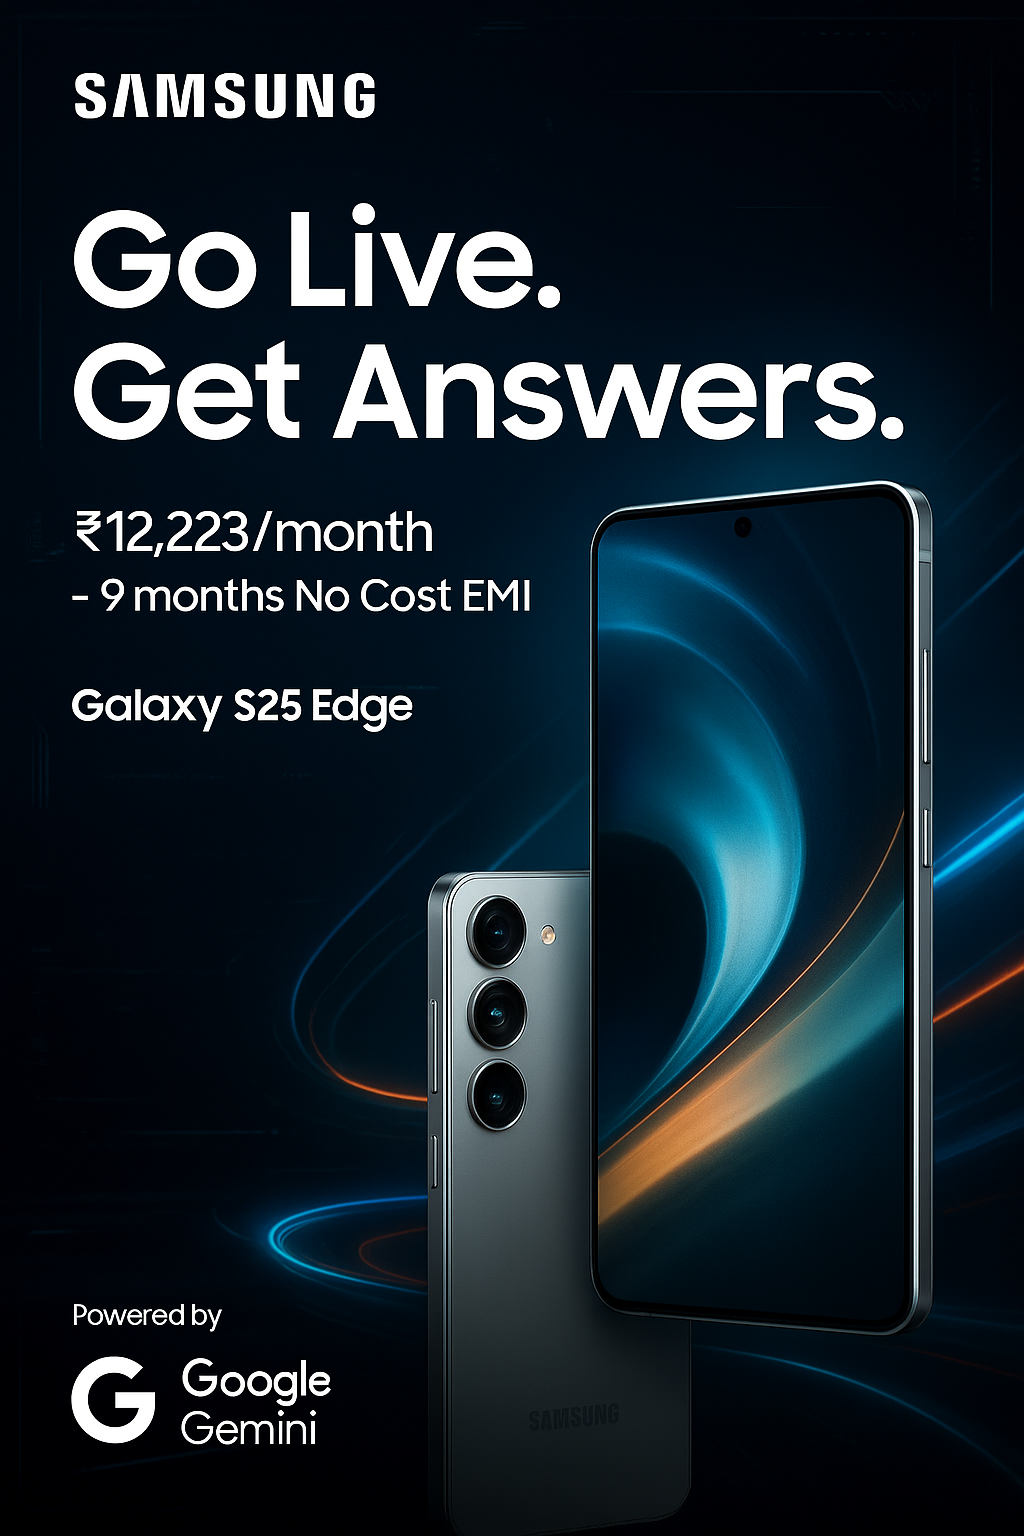 SAMSUNG
Go Live.
Get Answers.
₹12,223/month
- 9 months No Cost EMI
Galaxy S25 Edge
Powered by
G Google
Gemini
SAMSUNG